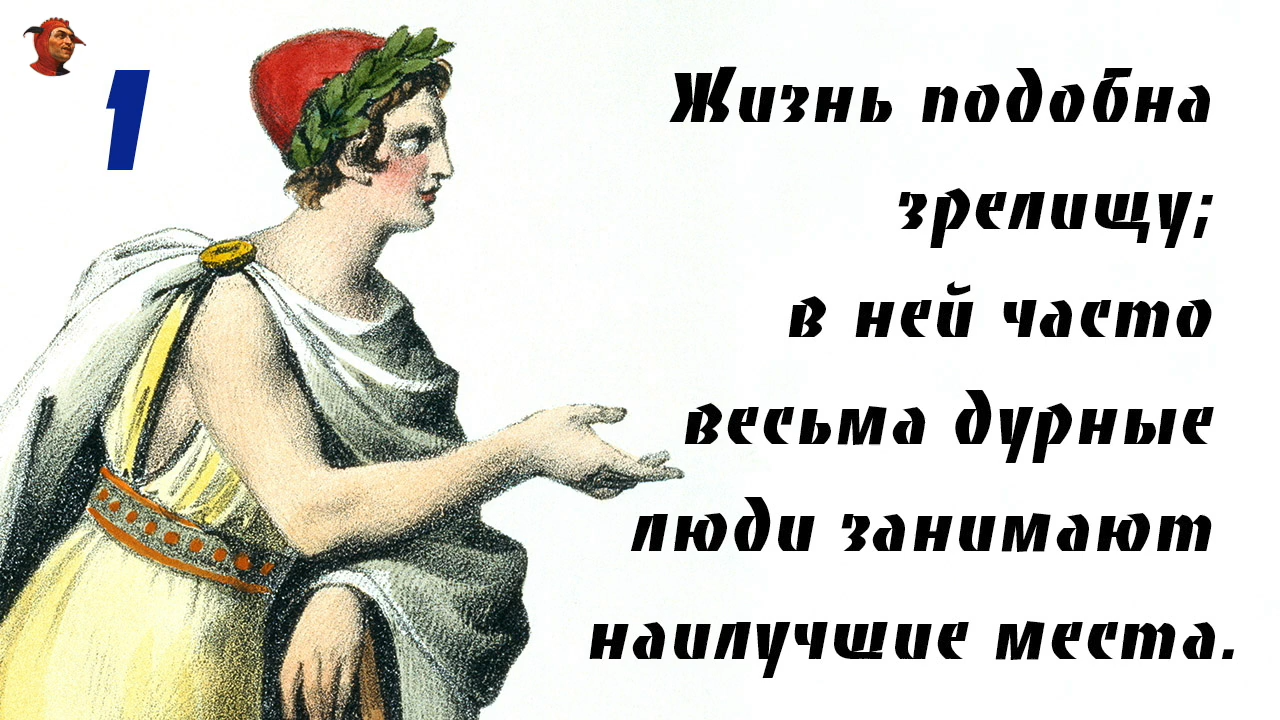 1
Жизнь подобна
зрелищу;
в ней часто
весьма дурные
люди занимают
наилучшие места.